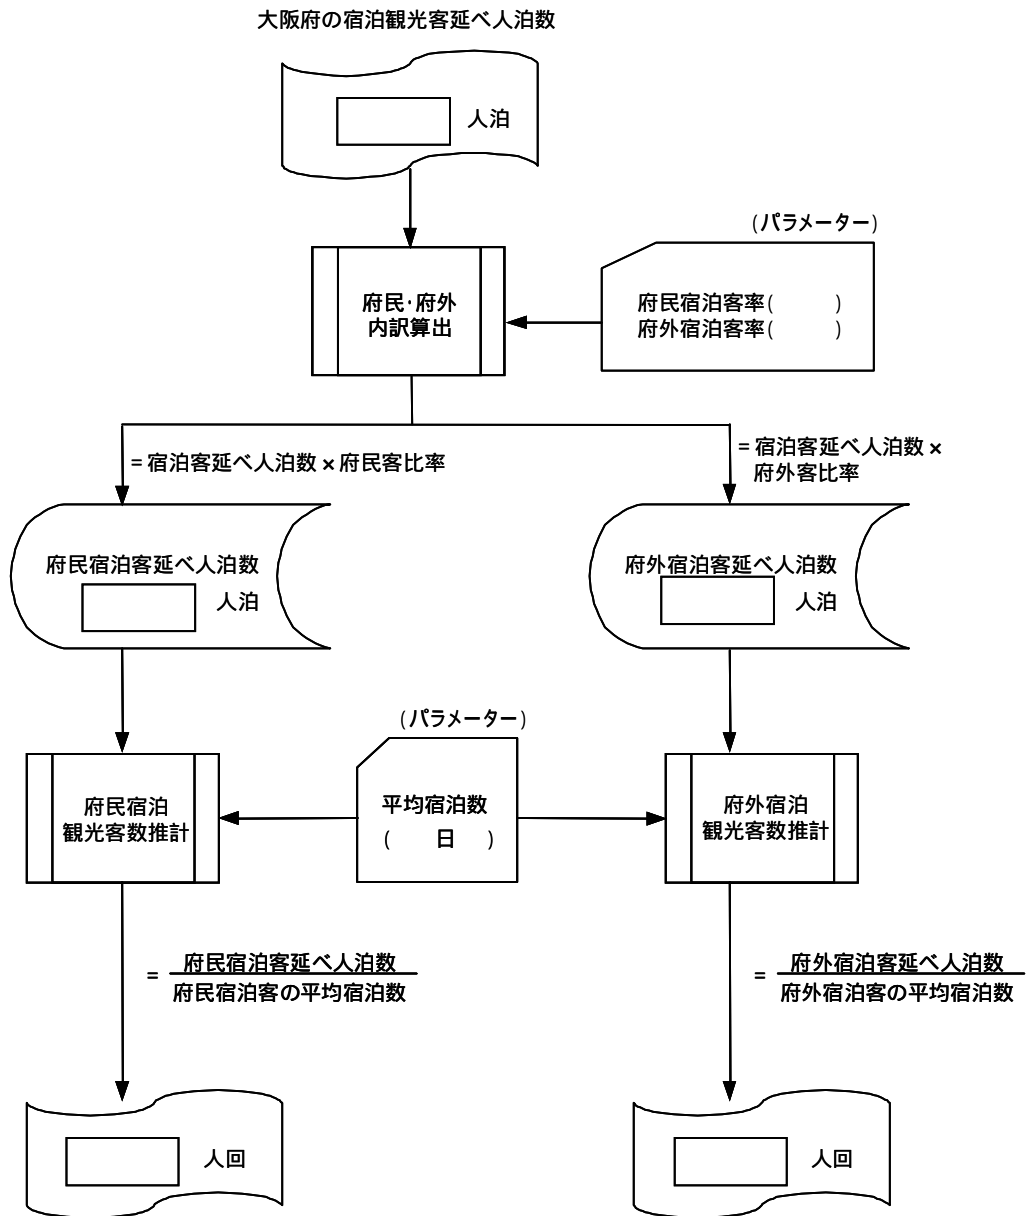 大阪府の宿泊観光客延べ人泊数
人泊
(パラメーター)
府民・府外
内訳算出
府民宿泊客率(　　　)
府外宿泊客率(　　　)
=宿泊客延べ人泊数×府民客比率
=宿泊客延べ人泊数×
府外客比率
府民宿泊客延べ人泊数
人泊
府外宿泊客延べ人泊数
人泊
(パラメーター)
府民宿泊
観光客数推計
平均宿泊数
(　　日　)
府外宿泊
観光客数推計
= 府民宿泊客延べ人泊数
府民宿泊客の平均宿泊数
= 府外宿泊客延べ人泊数
府外宿泊客の平均宿泊数
人回
人回